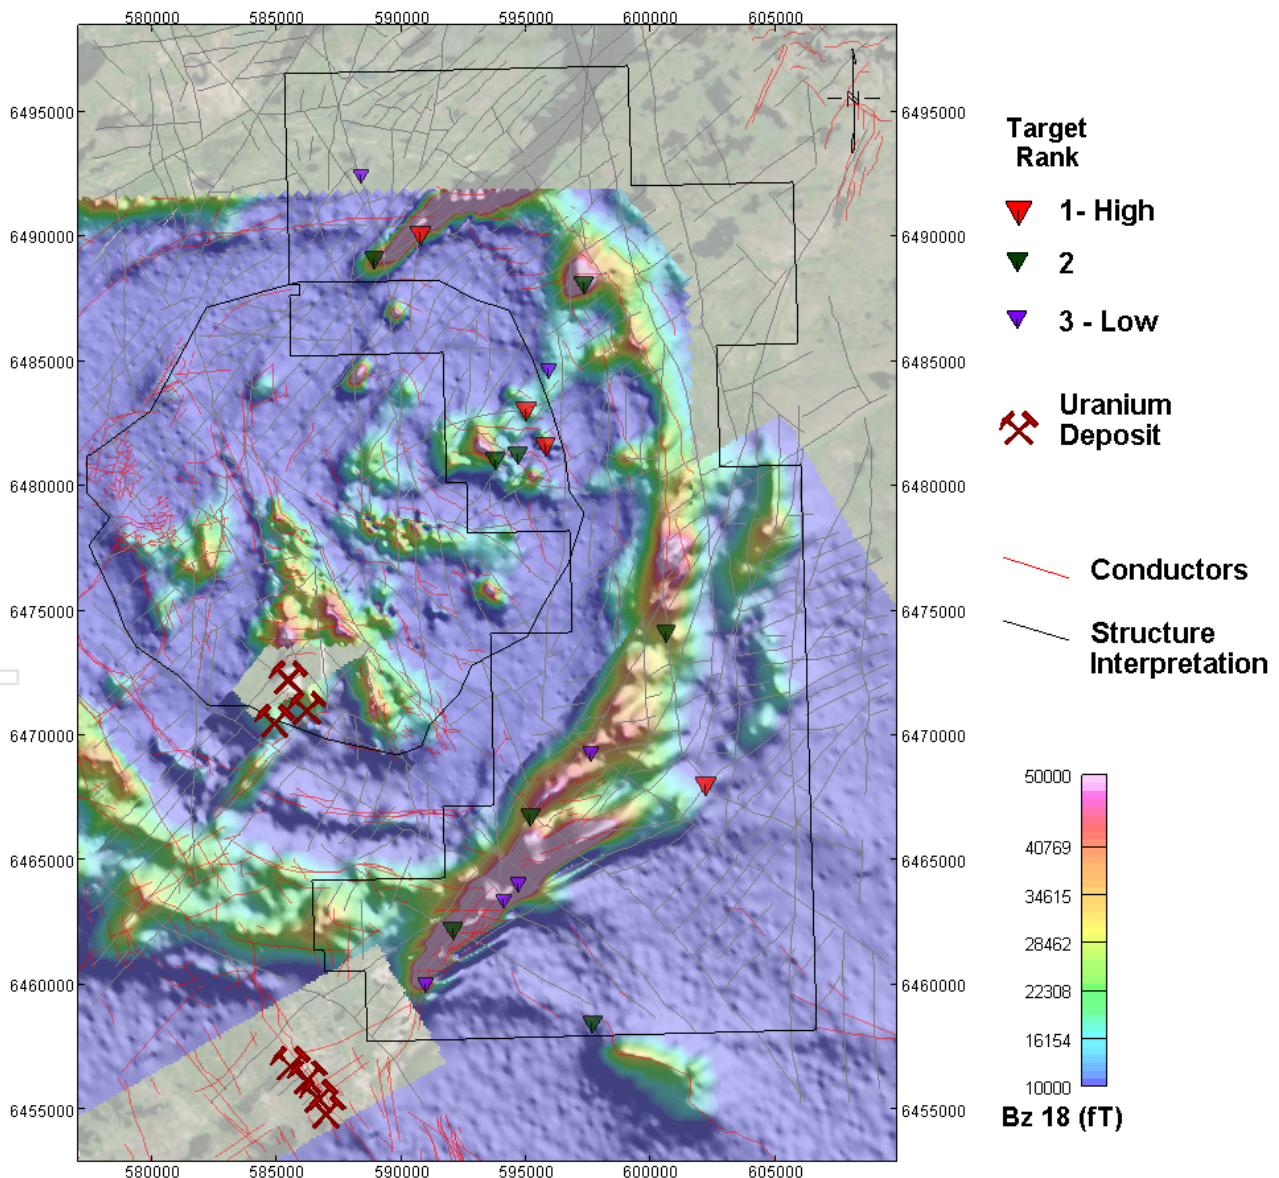 580000 585000 590000 595000 600000 605000
6495000 6495000
6490000 6490000
6485000 6485000
6480000 6480000
6475000 6475000
6470000 6470000
6465000 6465000
6460000 6460000
6455000 6455000
580000 585000 590000 595000 600000 605000
N
Target
Rank
1- High
2
3 - Low
Uranium
Deposit
Conductors
Structure
Interpretation
50000
40769
34615
28462
22308
16154
10000
Bz 18 (fT)